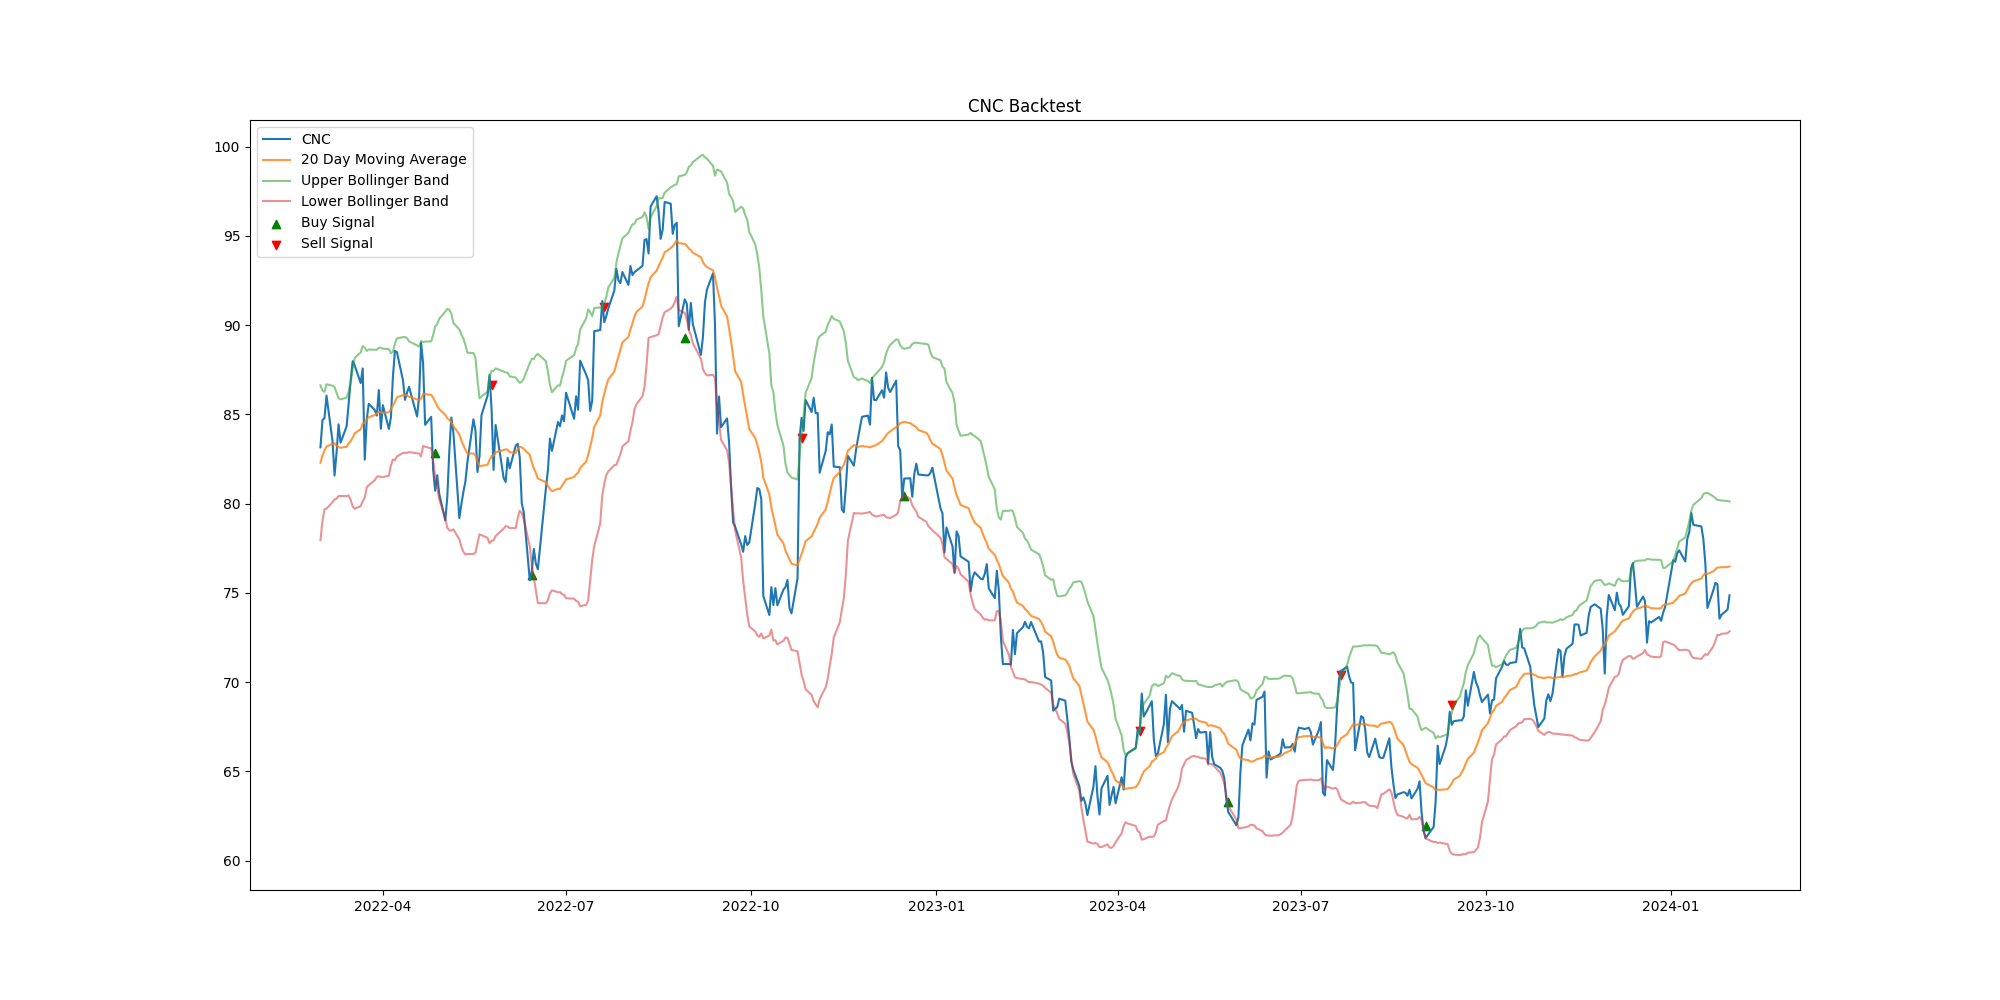 CNC Backtest
CNC
20 Day Moving Average
Upper Bollinger Band
Lower Bollinger Band
Buy Signal
Sell Signal
100
95
90
85
80
75
70
65
60
2022-04 2022-07 2022-10 2023-01 2023-04 2023-07 2023-10 2024-01